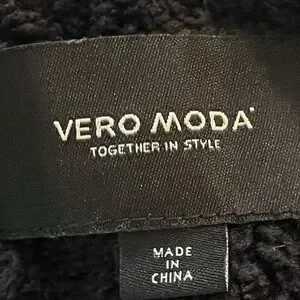 VERO MODA
TOGETHER IN STYLE
MADE
IN
CHINA